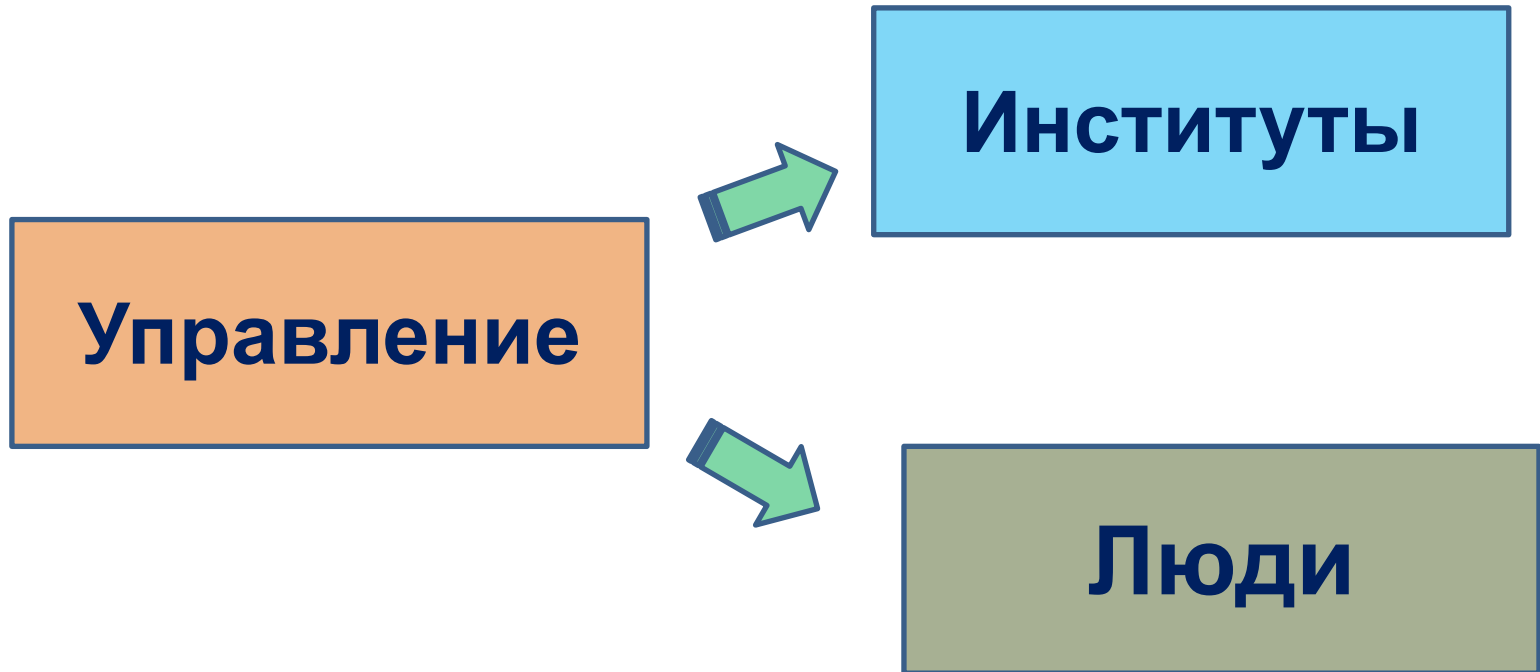 Институты
Управление
Люди